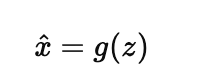 x̂ = g(z)